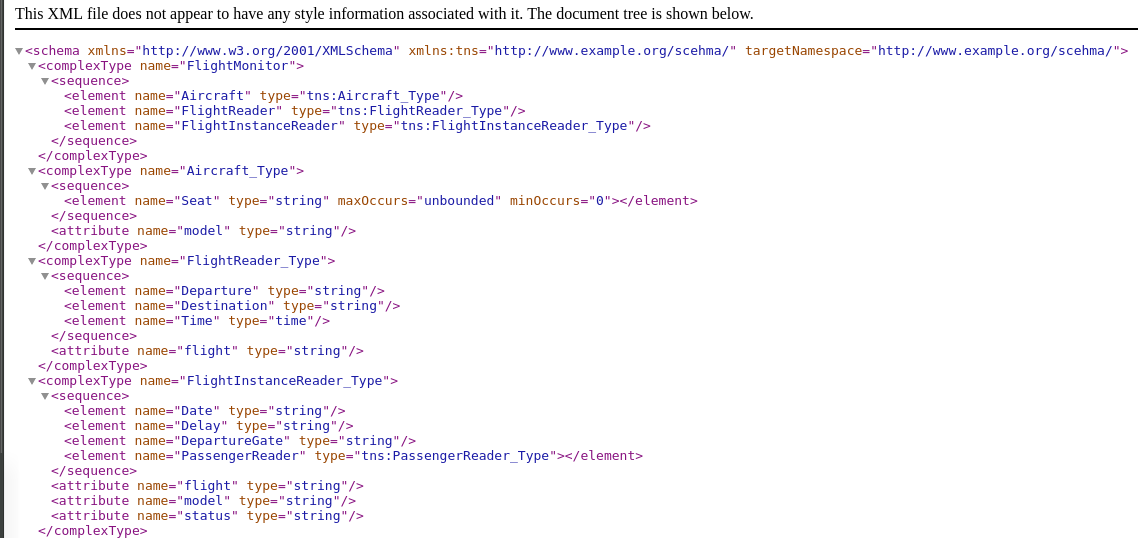 This XML file does not appear to have any style information associated with it. The document tree is shown below.
<schema xmlns="http://www.w3.org/2001/XMLSchema" xmlns:tns="http://www.example.org/scehma/" targetNamespace="http://www.example.org/scehma/">
<complexType name="FlightMonitor">
<sequence>
<element name="Aircraft" type="tns:Aircraft_Type"/>
<element name="FlightReader" type="tns:FlightReader_Type"/>
<element name="FlightInstanceReader" type="tns:FlightInstanceReader_Type"/>
</sequence>
</complexType>
<complexType name="Aircraft_Type">
<sequence>
<element name="Seat" type="string" maxOccurs="unbounded" minOccurs="0"></element>
</sequence>
<attribute name="model" type="string"/>
</complexType>
<complexType name="FlightReader_Type">
<sequence>
<element name="Departure" type="string"/>
<element name="Destination" type="string"/>
<element name="Time" type="time"/>
</sequence>
<attribute name="flight" type="string"/>
</complexType>
<complexType name="FlightInstanceReader_Type">
<sequence>
<element name="Date" type="string"/>
<element name="Delay" type="string"/>
<element name="DepartureGate" type="string"/>
<element name="PassengerReader" type="tns:PassengerReader_Type"></element>
</sequence>
<attribute name="flight" type="string"/>
<attribute name="model" type="string"/>
<attribute name="status" type="string"/>
</complexType>